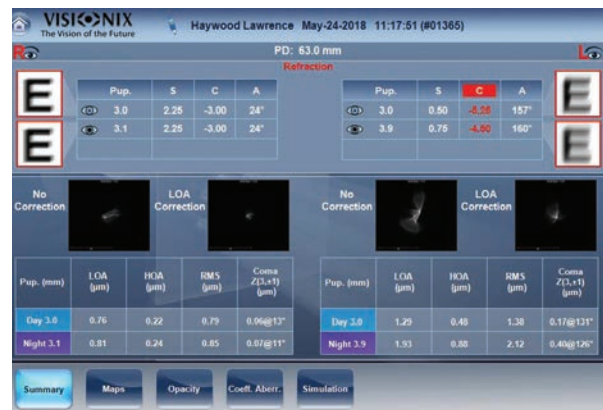 VISIONIX
The Vision of the Future
Haywood Lawrence May-24-2018 11:17:51 (#01365)
R PD: 63.0 mm L
Refraction
E
Pup. S C A
3.0 2.25 -3.00 24°
3.1 2.25 -3.00 24°
E
Pup. S C A
3.0 0.50 -5.25 157°
3.9 0.75 -4.80 160°
E
E
No Correction
LOA Correction
No Correction
LOA Correction
Pup. (mm) LOA (µm) HOA (µm) RMS (µm) Coma Z(3,±1) (µm)
Day 3.0 0.76 0.22 0.79 0.06@13°
Night 3.1 0.81 0.24 0.85 0.07@11°
Pup. (mm) LOA (µm) HOA (µm) RMS (µm) Coma Z(3,±1) (µm)
Day 3.0 1.29 0.48 1.38 0.17@131°
Night 3.9 1.93 0.88 2.12 0.40@126°
Summary Maps Opacity Coeff. Aberr. Simulation